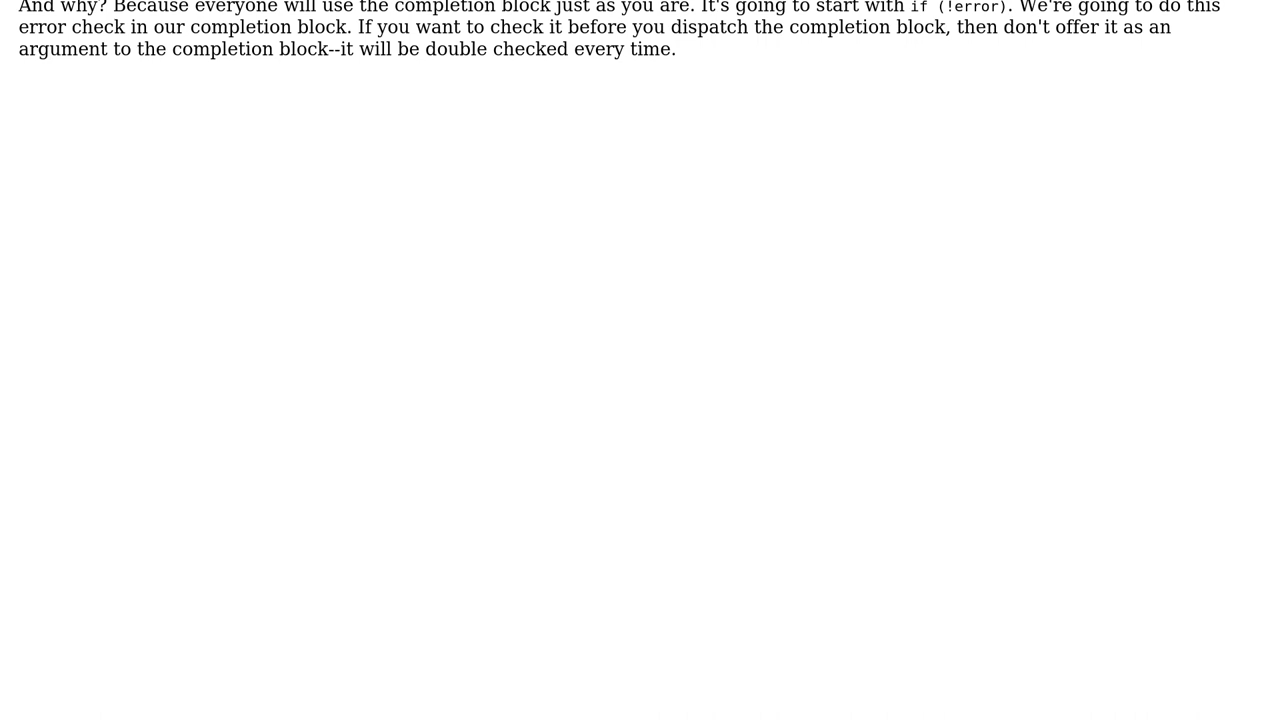 And why? Because everyone will use the completion block just as you are. It's going to start with if (!error). We're going to do this
error check in our completion block. If you want to check it before you dispatch the completion block, then don't offer it as an
argument to the completion block--it will be double checked every time.